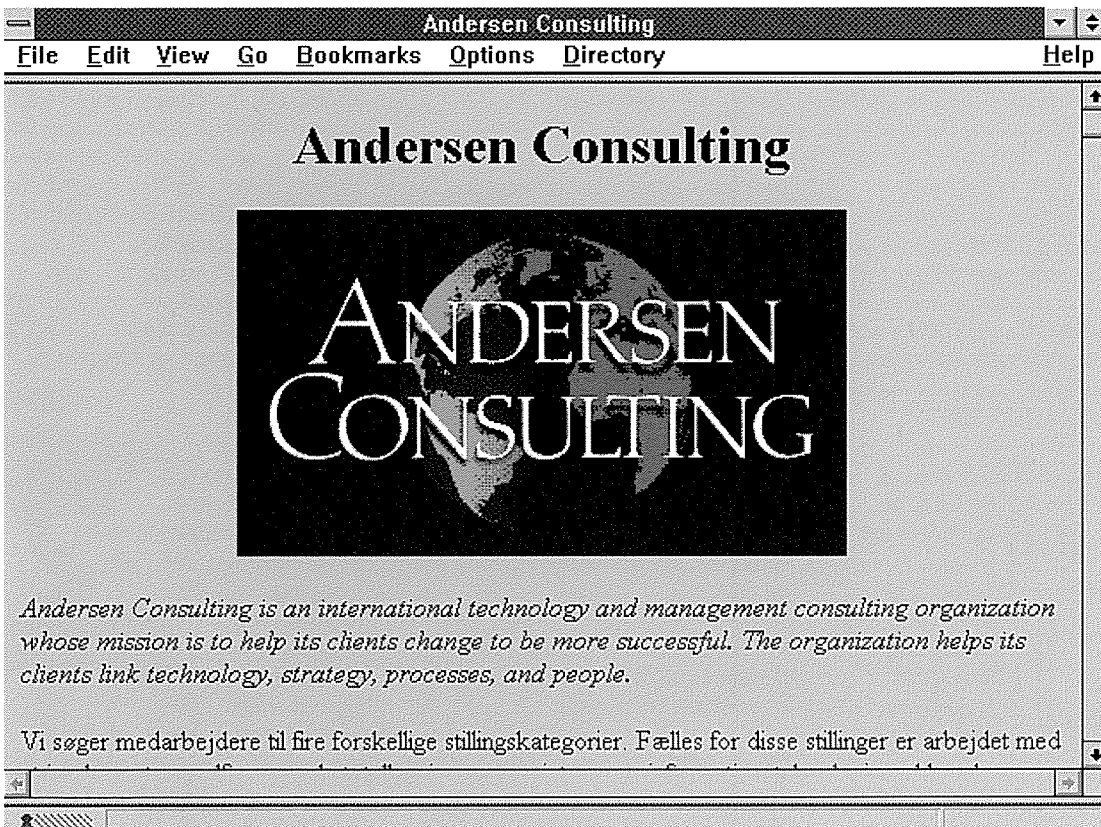 Andersen Consulting
File Edit View Go Bookmarks Options Directory Help
Andersen Consulting
ANDERSEN
CONSULTING
Andersen Consulting is an international technology and management consulting organization
whose mission is to help its clients change to be more successful. The organization helps its
clients link technology, strategy, processes, and people.
Vi søger medarbejdere til fire forskellige stillingskategorier. Fælles for disse stillinger er arbejdet med